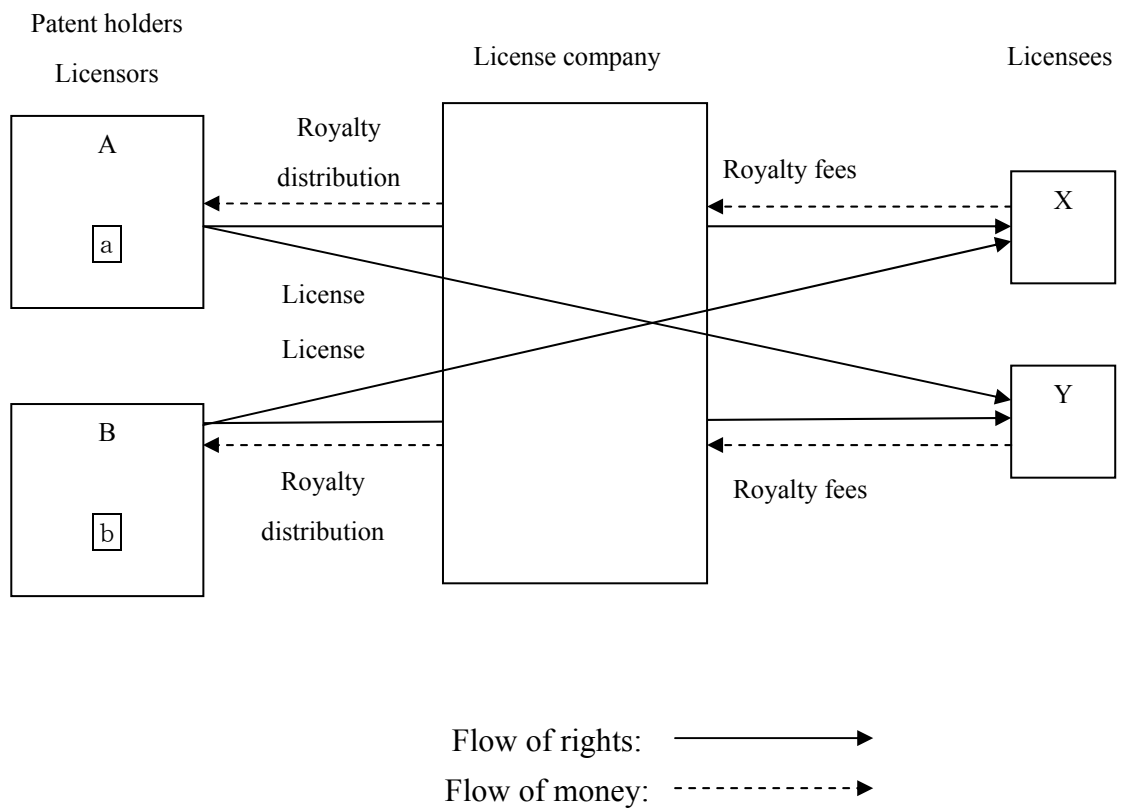 Patent holders
Licensors
License company
Licensees
A
a
Royalty
distribution
Royalty fees
X
License
License
B
b
Royalty
distribution
Y
Royalty fees
Flow of rights:
Flow of money: